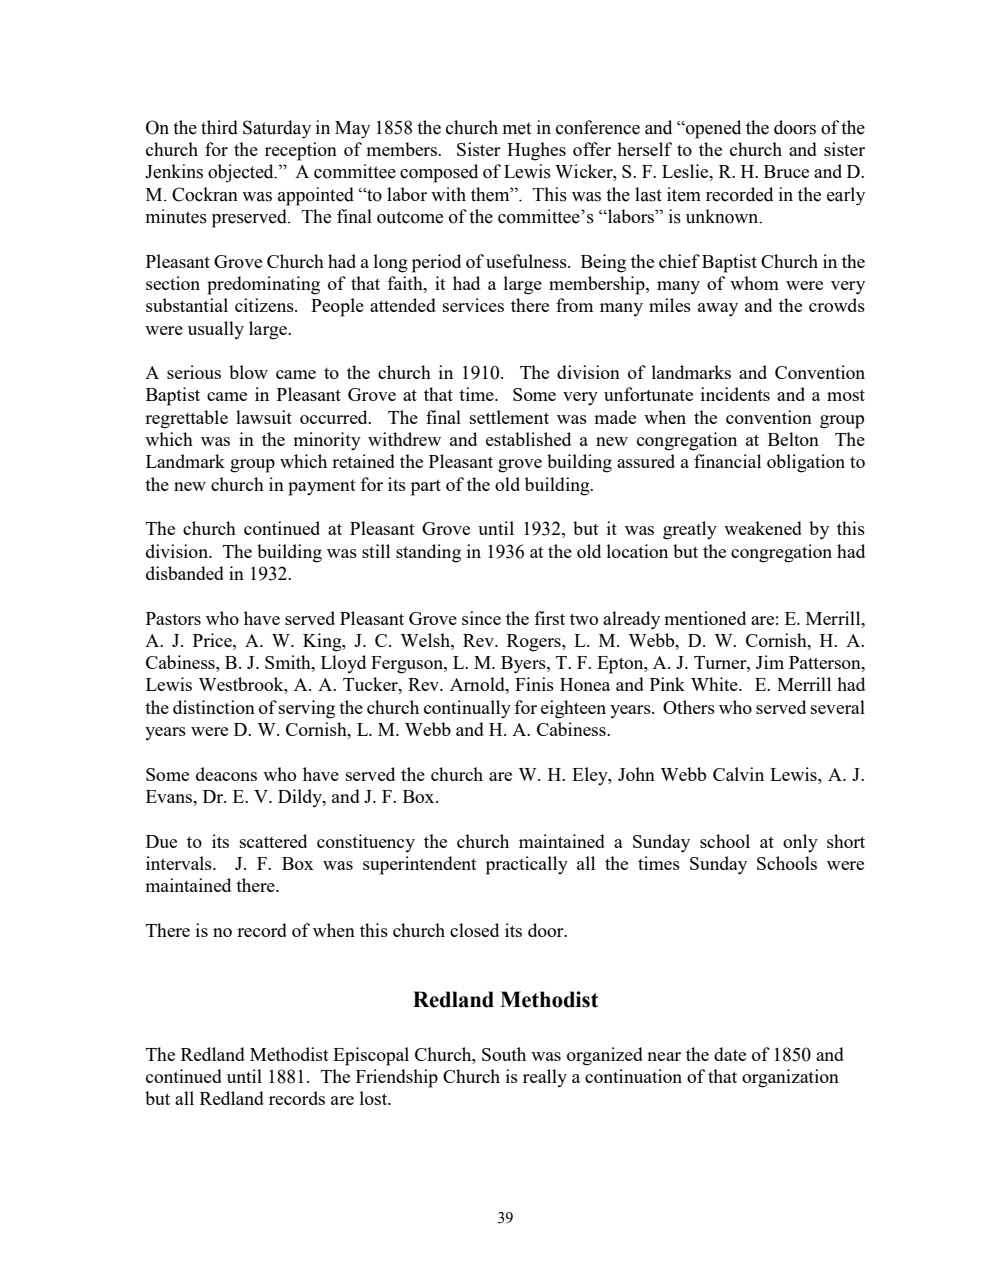 On the third Saturday in May 1858 the church met in conference and “opened the doors of the
church for the reception of members.  Sister Hughes offer herself to the church and sister
Jenkins objected.”  A committee composed of Lewis Wicker, S. F. Leslie, R. H. Bruce and D.
M. Cockran was appointed “to labor with them”.  This was the last item recorded in the early
minutes preserved.  The final outcome of the committee’s “labors” is unknown.

Pleasant Grove Church had a long period of usefulness.  Being the chief Baptist Church in the
section predominating of that faith, it had a large membership, many of whom were very
substantial citizens.  People attended services there from many miles away and the crowds
were usually large.

A serious blow came to the church in 1910.  The division of landmarks and Convention
Baptist came in Pleasant Grove at that time.  Some very unfortunate incidents and a most
regrettable lawsuit occurred.  The final settlement was made when the convention group
which was in the minority withdrew and established a new congregation at Belton  The
Landmark group which retained the Pleasant grove building assured a financial obligation to
the new church in payment for its part of the old building.

The church continued at Pleasant Grove until 1932, but it was greatly weakened by this
division.  The building was still standing in 1936 at the old location but the congregation had
disbanded in 1932.

Pastors who have served Pleasant Grove since the first two already mentioned are: E. Merrill,
A. J. Price, A. W. King, J. C. Welsh, Rev. Rogers, L. M. Webb, D. W. Cornish, H. A.
Cabiness, B. J. Smith, Lloyd Ferguson, L. M. Byers, T. F. Epton, A. J. Turner, Jim Patterson,
Lewis Westbrook, A. A. Tucker, Rev. Arnold, Finis Honea and Pink White.  E. Merrill had
the distinction of serving the church continually for eighteen years.  Others who served several
years were D. W. Cornish, L. M. Webb and H. A. Cabiness.

Some deacons who have served the church are W. H. Eley, John Webb Calvin Lewis, A. J.
Evans, Dr. E. V. Dildy, and J. F. Box.

Due to its scattered constituency the church maintained a Sunday school at only short
intervals.  J. F. Box was superintendent practically all the times Sunday Schools were
maintained there.

There is no record of when this church closed its door.

Redland Methodist

The Redland Methodist Episcopal Church, South was organized near the date of 1850 and
continued until 1881.  The Friendship Church is really a continuation of that organization
but all Redland records are lost.

39